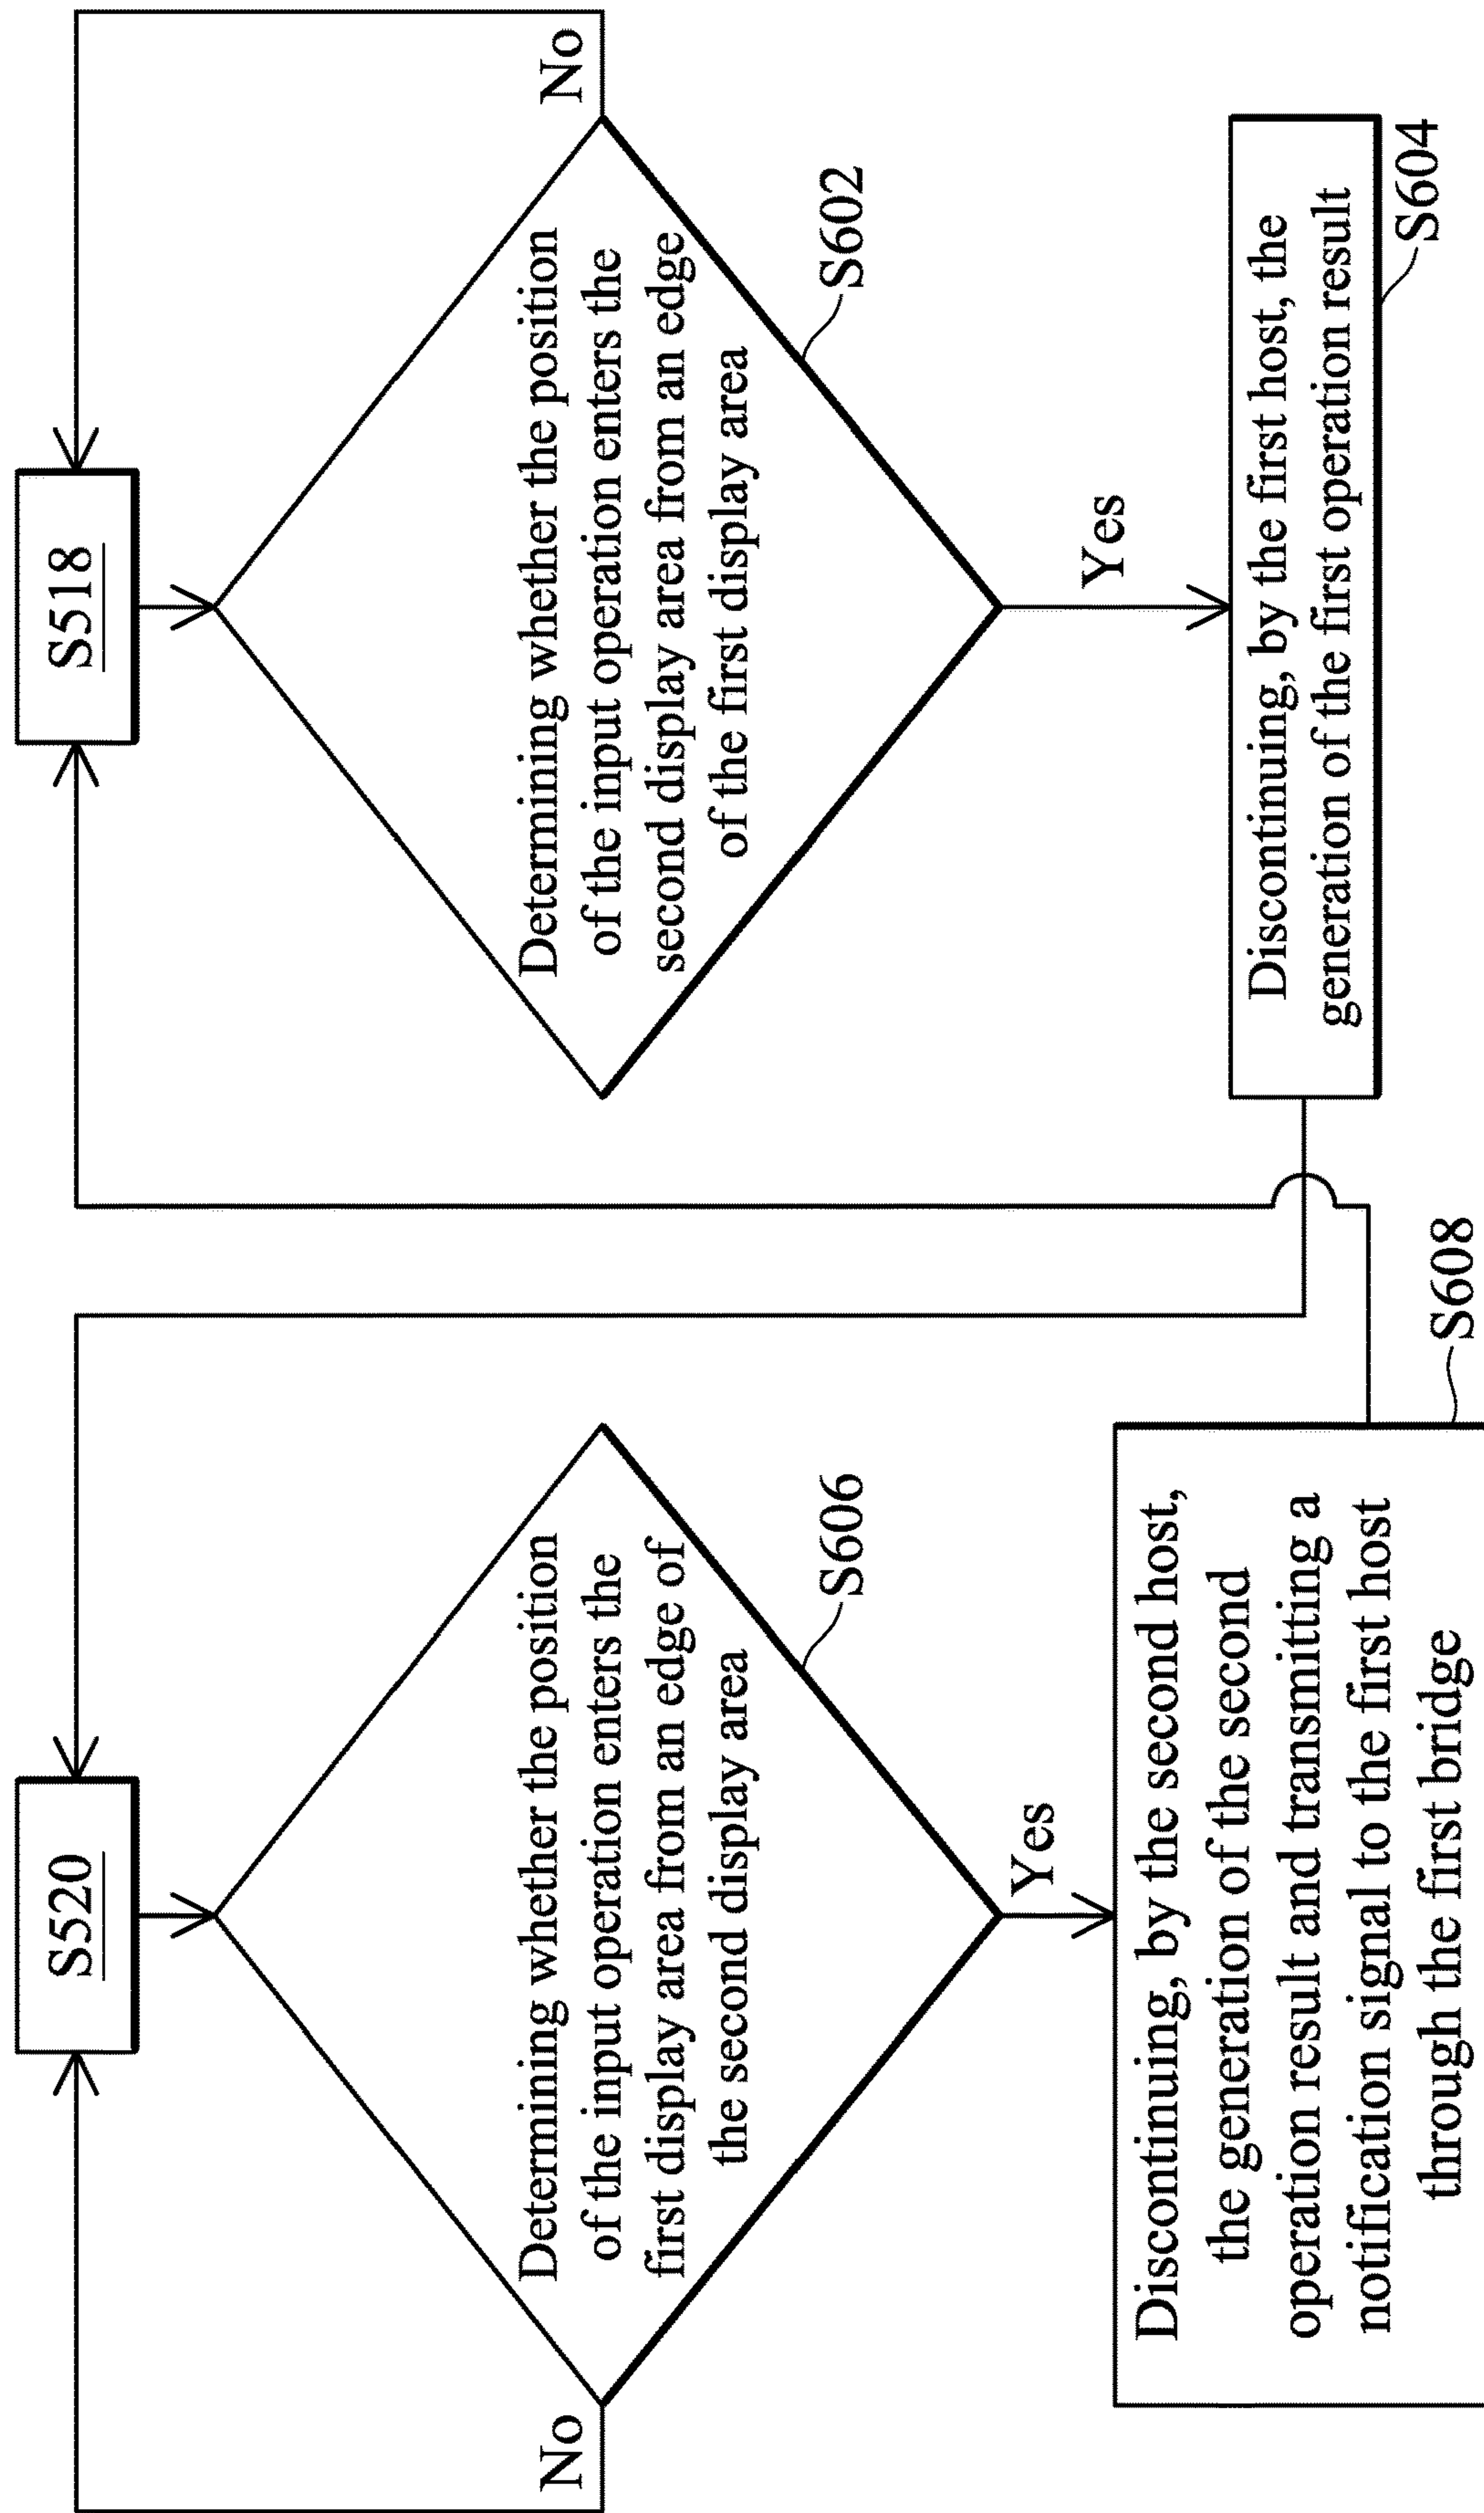 S520
Determining whether the position
of the input operation enters the
first display area from an edge of
the second display area
S606
No
Yes
Discontinuing, by the second host,
the generation of the second
operation result and transmitting a
notification signal to the first host
through the first bridge
S608
S518
Determining whether the position
of the input operation enters the
second display area from an edge
of the first display area
S602
No
Yes
Discontinuing, by the first host, the
generation of the first operation result
S604